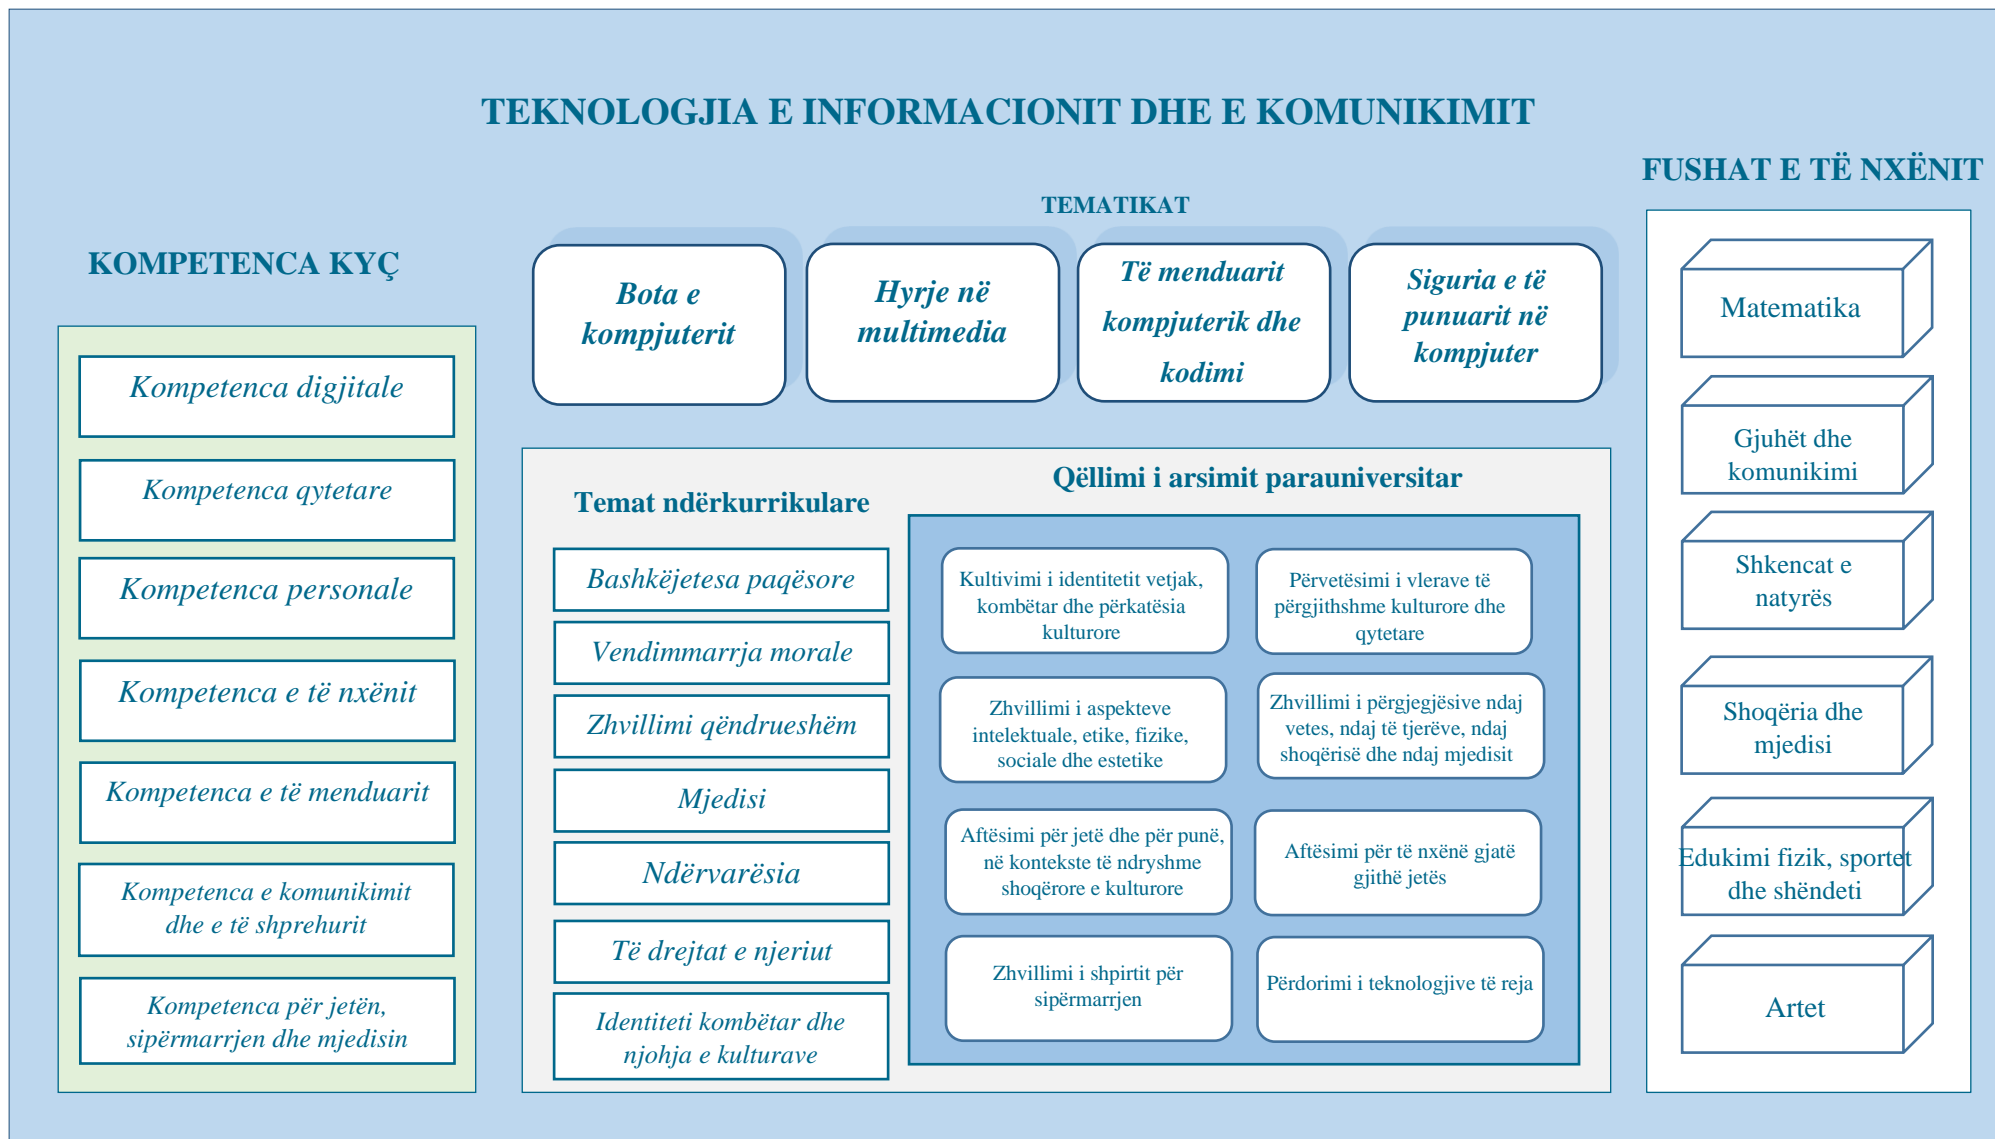 TEKNOLOGJIA E INFORMACIONIT DHE E KOMUNIKIMIT
KOMPETENCA KYÇ
Kompetenca digjitale
Kompetenca qytetare
Kompetenca personale
Kompetenca e të nxënit
Kompetenca e të menduarit
Kompetenca e komunikimit
dhe e të shprehurit
Kompetenca për jetën,
sipërmarrjen dhe mjedisin
TEMATIKAT
Bota e
kompjuterit
Hyrje në
multimedia
Të menduarit
kompjuterik dhe
kodimi
Siguria e të
punuarit në
kompjuter
Temat ndërkurrikulare
Bashkëjetesa paqësore
Vendimmarrja morale
Zhvillimi qëndrueshëm
Mjedisi
Ndërvarësia
Të drejtat e njeriut
Identiteti kombëtar dhe
njohja e kulturave
Qëllimi i arsimit parauniversitar
Kultivimi i identitetit vetjak,
kombëtar dhe përkatësia
kulturore
Përvetësimi i vlerave të
përgjithshme kulturore dhe
qytetare
Zhvillimi i aspekteve
intelektuale, etike, fizike,
sociale dhe estetike
Zhvillimi i përgjegjësive ndaj
vetes, ndaj të tjerëve, ndaj
shoqërisë dhe ndaj mjedisit
Aftësimi për jetë dhe për punë,
në kontekste të ndryshme
shoqërore e kulturore
Aftësimi për të nxënë gjatë
gjithë jetës
Zhvillimi i shpirtit për
sipërmarrjen
Përdorimi i teknologjive të reja
FUSHAT E TË NXËNIT
Matematika
Gjuhët dhe
komunikimi
Shkencat e
natyrës
Shoqëria dhe
mjedisi
Edukimi fizik, sportet
dhe shëndeti
Artet